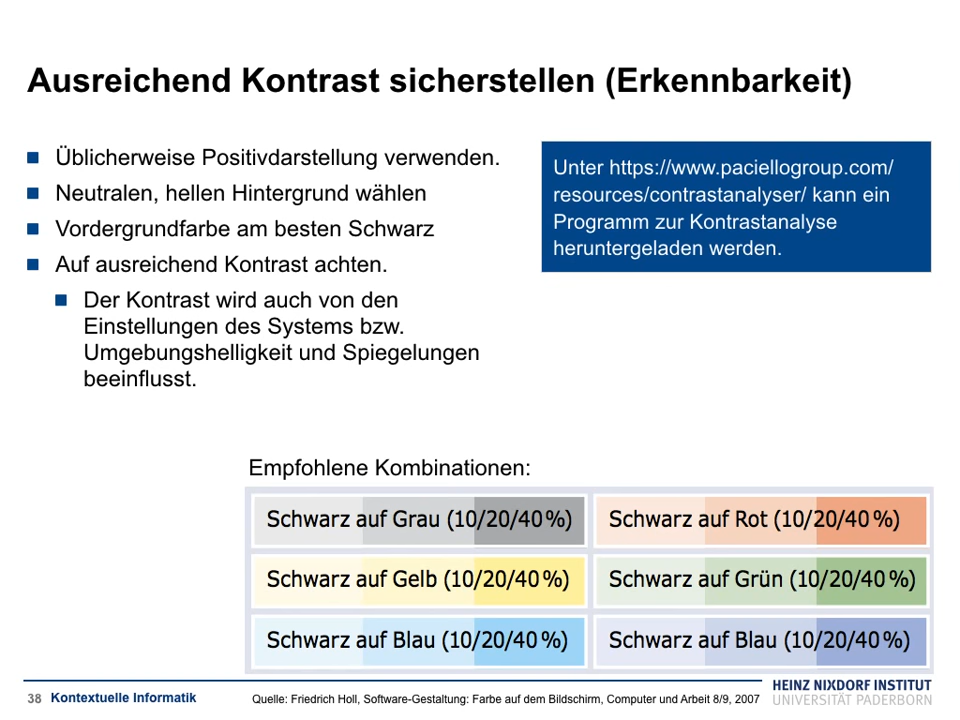 Ausreichend Kontrast sicherstellen (Erkennbarkeit)
Üblicherweise Positivdarstellung verwenden.
Neutralen, hellen Hintergrund wählen
Vordergrundfarbe am besten Schwarz
Auf ausreichend Kontrast achten.
Der Kontrast wird auch von den
Einstellungen des Systems bzw.
Umgebungshelligkeit und Spiegelungen
beeinflusst.
Unter https://www.paciellogroup.com/
resources/contrastanalyser/ kann ein
Programm zur Kontrastanalyse
heruntergeladen werden.
Empfohlene Kombinationen:
Schwarz auf Grau (10/20/40 %)
Schwarz auf Rot (10/20/40 %)
Schwarz auf Gelb (10/20/40 %)
Schwarz auf Grün (10/20/40 %)
Schwarz auf Blau (10/20/40 %)
Schwarz auf Blau (10/20/40 %)
38 Kontextuelle Informatik
Quelle: Friedrich Holl, Software-Gestaltung: Farbe auf dem Bildschirm, Computer und Arbeit 8/9, 2007
HEINZ NIXDORF INSTITUT
UNIVERSITÄT PADERBORN